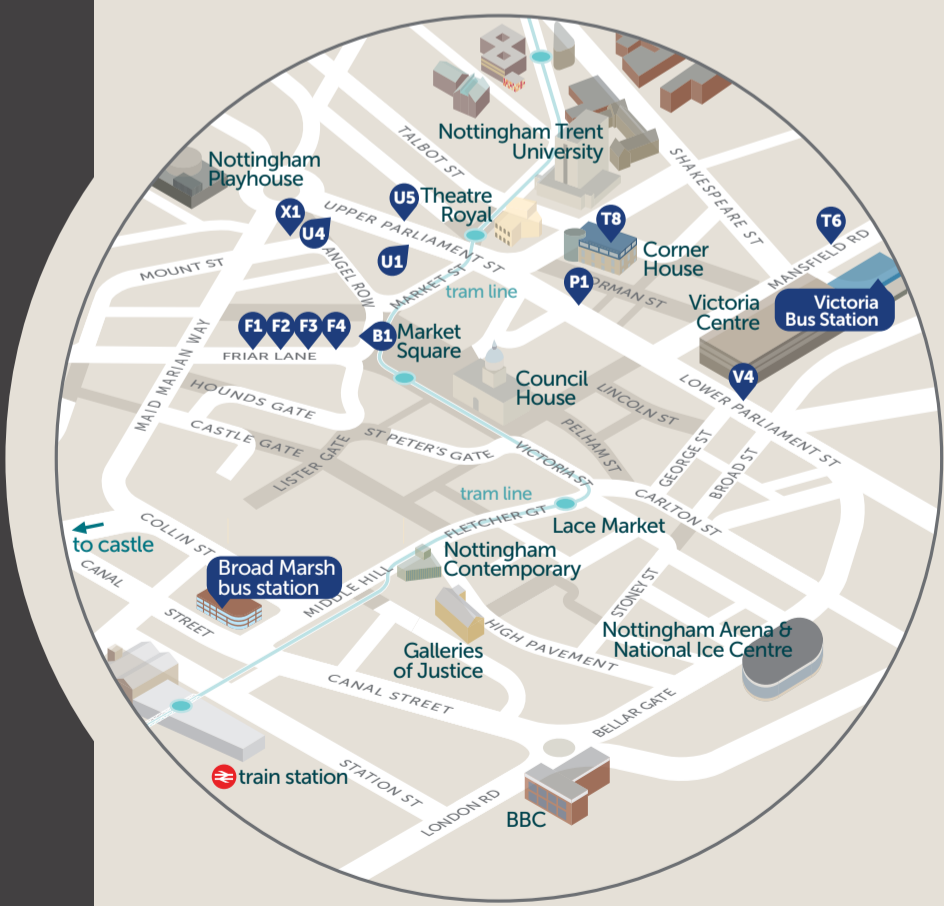 Nottingham Trent
University
TALBOT ST
SHAKESPEARE ST
Nottingham
Playhouse
X1
U4
U5
Theatre
Royal
UPPER PARLIAMENT ST
U1
T8
Corner
House
T6
MANSFIELD RD
MOUNT ST
ANGEL ROW
MARKET ST
tram line
P1
NORMAN ST
Victoria
Centre
Victoria
Bus Station
F1
F2
F3
F4
B1
Market
Square
FRIAR LANE
MAID MARIAN WAY
Council
House
V4
LOWER PARLIAMENT ST
HOUNDS GATE
LINCOLN ST
CASTLE GATE
LISTER GATE
ST PETER'S GATE
VICTORIA ST
PELHAM ST
GEORGE ST
BROAD ST
tram line
FLETCHER GT
Lace Market
CARLTON ST
to castle
COLLIN ST
CANAL
STREET
Broad Marsh
bus station
MIDDLE HILL
Nottingham
Contemporary
STONEY ST
Galleries
of Justice
HIGH PAVEMENT
Nottingham Arena &
National Ice Centre
CANAL STREET
BELLAR GATE
train station
STATION ST
LONDON RD
BBC